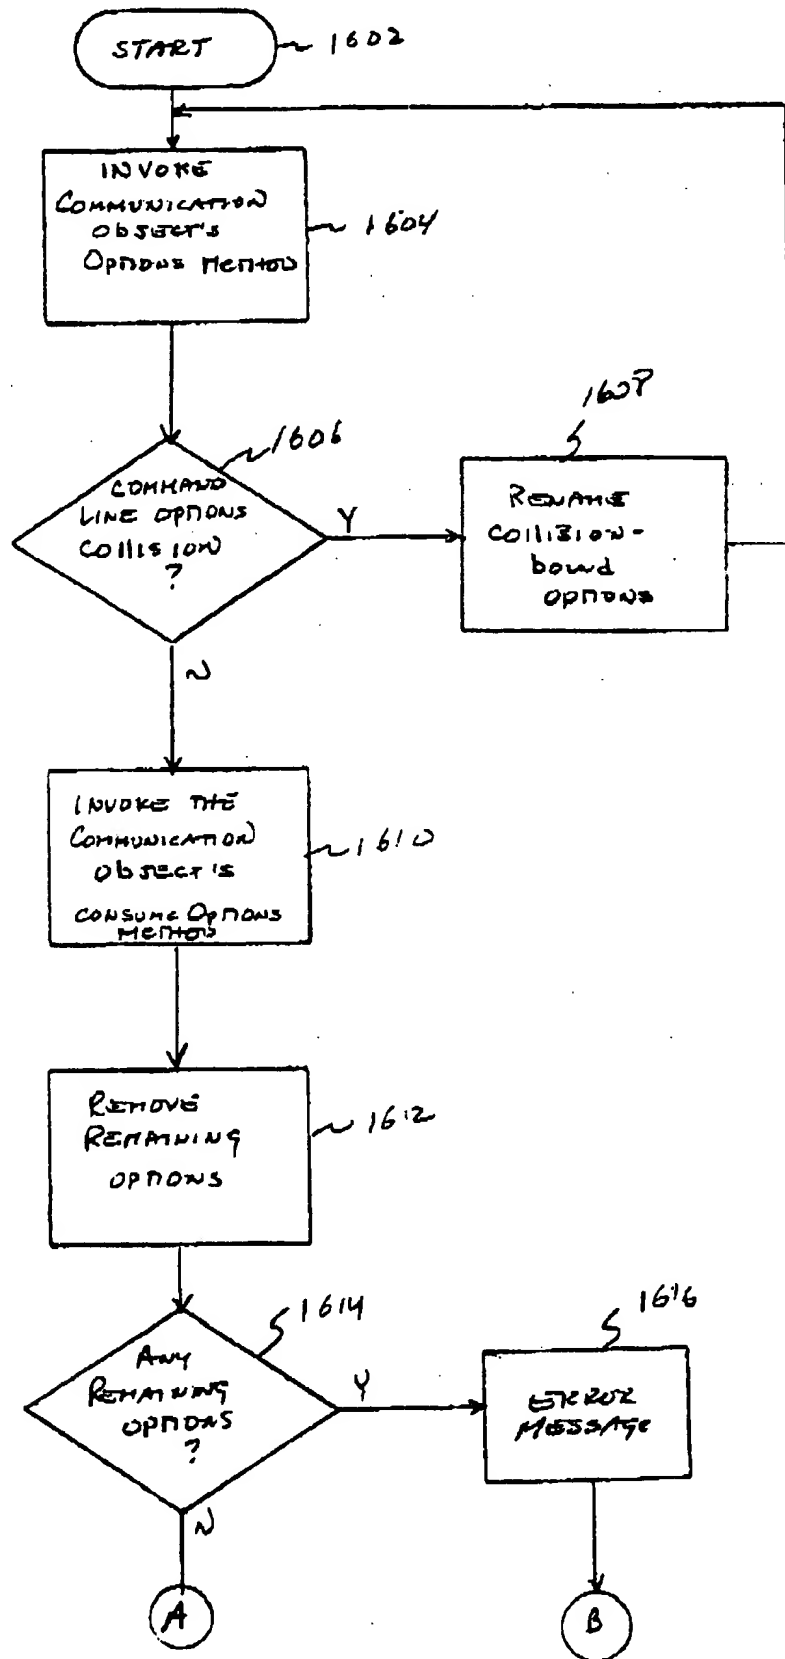 START
1602
INVOKE
COMMUNICATION
ObJECT'S
OPTIONS METHOD
1604
1606
COMMAND
LINE OPTIONS
COllISION
?
Y
N
1608
RENAME
COllISION-
bound
OPTIONS
INVOKE THE
COMMUNICATION
ObJECT'S
CONSUME OPTIONS
METHOD
1610
REMOVE
REMAINING
OPTIONS
1612
1614
ANY
REMAINING
OPTIONS
?
Y
N
1616
ERROR
MESSAGE
A
B